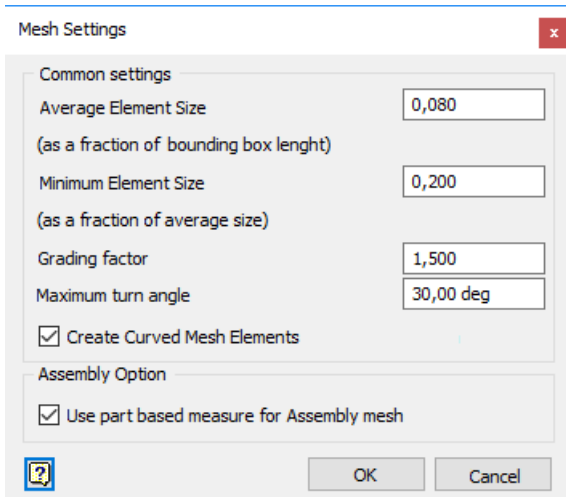 Mesh Settings
x
Common settings
Average Element Size 0,080
(as a fraction of bounding box lenght)
Minimum Element Size 0,200
(as a fraction of average size)
Grading factor 1,500
Maximum turn angle 30,00 deg
Create Curved Mesh Elements
Assembly Option
Use part based measure for Assembly mesh
?
OK Cancel